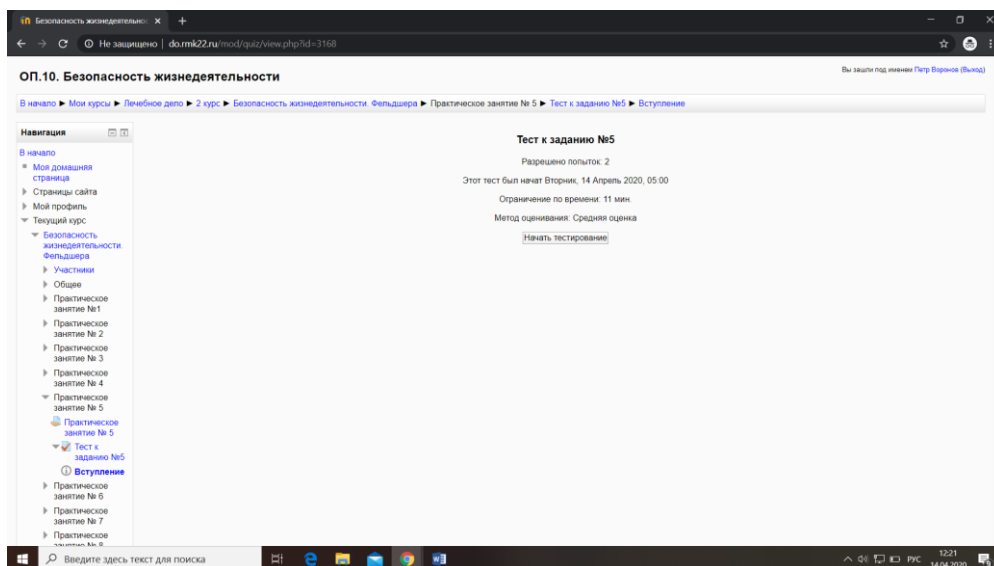 Безопасность жизнедеятельнос
Не защищено | do.rmk22.ru/mod/quiz/view.php?id=3168
ОП.10. Безопасность жизнедеятельности
Вы зашли под именем Петр Воронов (Выход)
В начало ► Мои курсы ► Лечебное дело ► 2 курс ► Безопасность жизнедеятельности. Фельдшера ► Практическое занятие № 5 ► Тест к заданию №5 ► Вступление
Навигация
В начало
Моя домашняя
страница
Страницы сайта
Мой профиль
Текущий курс
Безопасность
жизнедеятельности.
Фельдшера
Участники
Общее
Практическое
занятие №1
Практическое
занятие № 2
Практическое
занятие № 3
Практическое
занятие № 4
Практическое
занятие № 5
Практическое
занятие № 5
Тест к
заданию №5
Вступление
Практическое
занятие № 6
Практическое
занятие № 7
Практическое
занятие № 8
Тест к заданию №5
Разрешено попыток: 2
Этот тест был начат Вторник, 14 Апрель 2020, 05:00
Ограничение по времени: 11 мин.
Метод оценивания: Средняя оценка
Начать тестирование
Введите здесь текст для поиска
РУС
12:21
14.04.2020